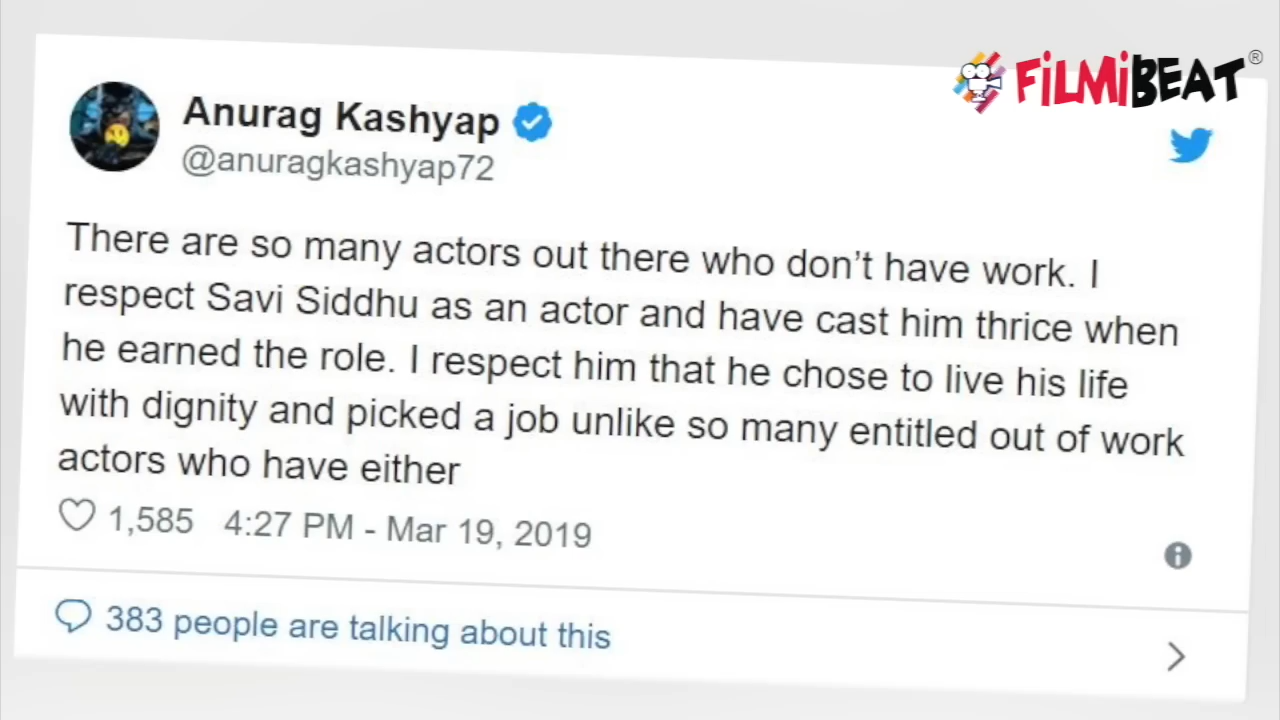 FiLMiBEAT®
Anurag Kashyap
@anuragkashyap72
There are so many actors out there who don’t have work. I
respect Savi Siddhu as an actor and have cast him thrice when
he earned the role. I respect him that he chose to live his life
with dignity and picked a job unlike so many entitled out of work
actors who have either
1,585 4:27 PM - Mar 19, 2019
383 people are talking about this